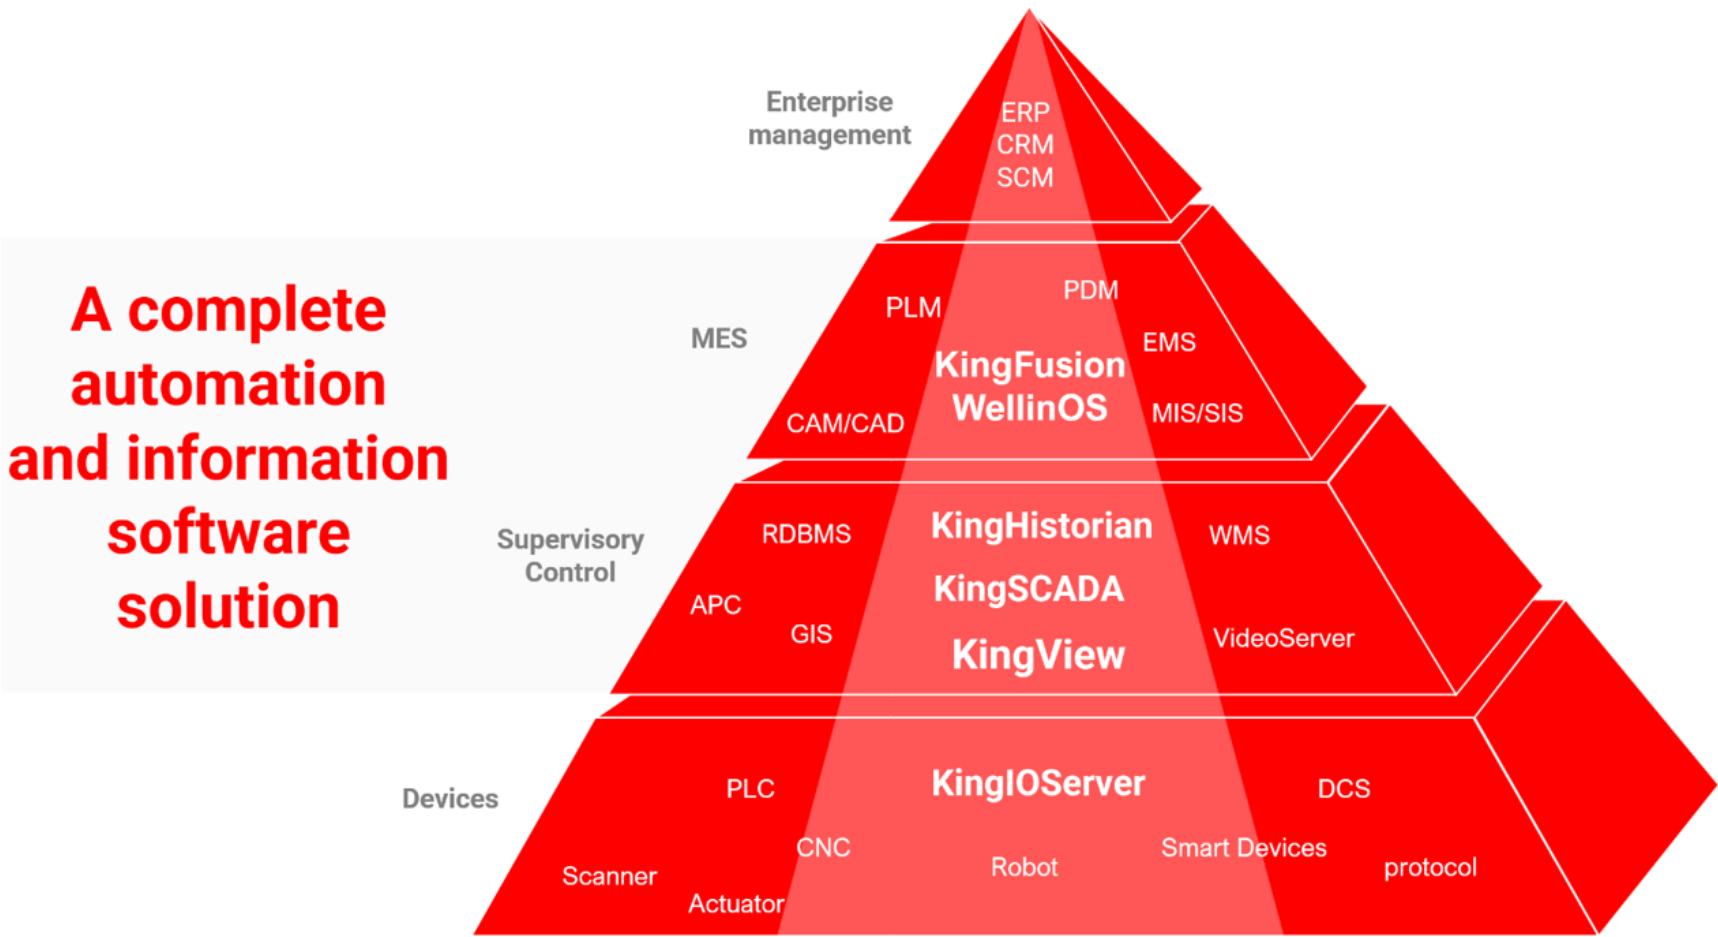 Enterprise
management
ERP
CRM
SCM
A complete
automation
and information
software
solution
MES
PLM
PDM
EMS
KingFusion
WellinOS
CAM/CAD
MIS/SIS
Supervisory
Control
RDBMS
KingHistorian
WMS
APC
KingSCADA
GIS
KingView
VideoServer
Devices
PLC
KingIOServer
DCS
CNC
Robot
Smart Devices
protocol
Scanner
Actuator